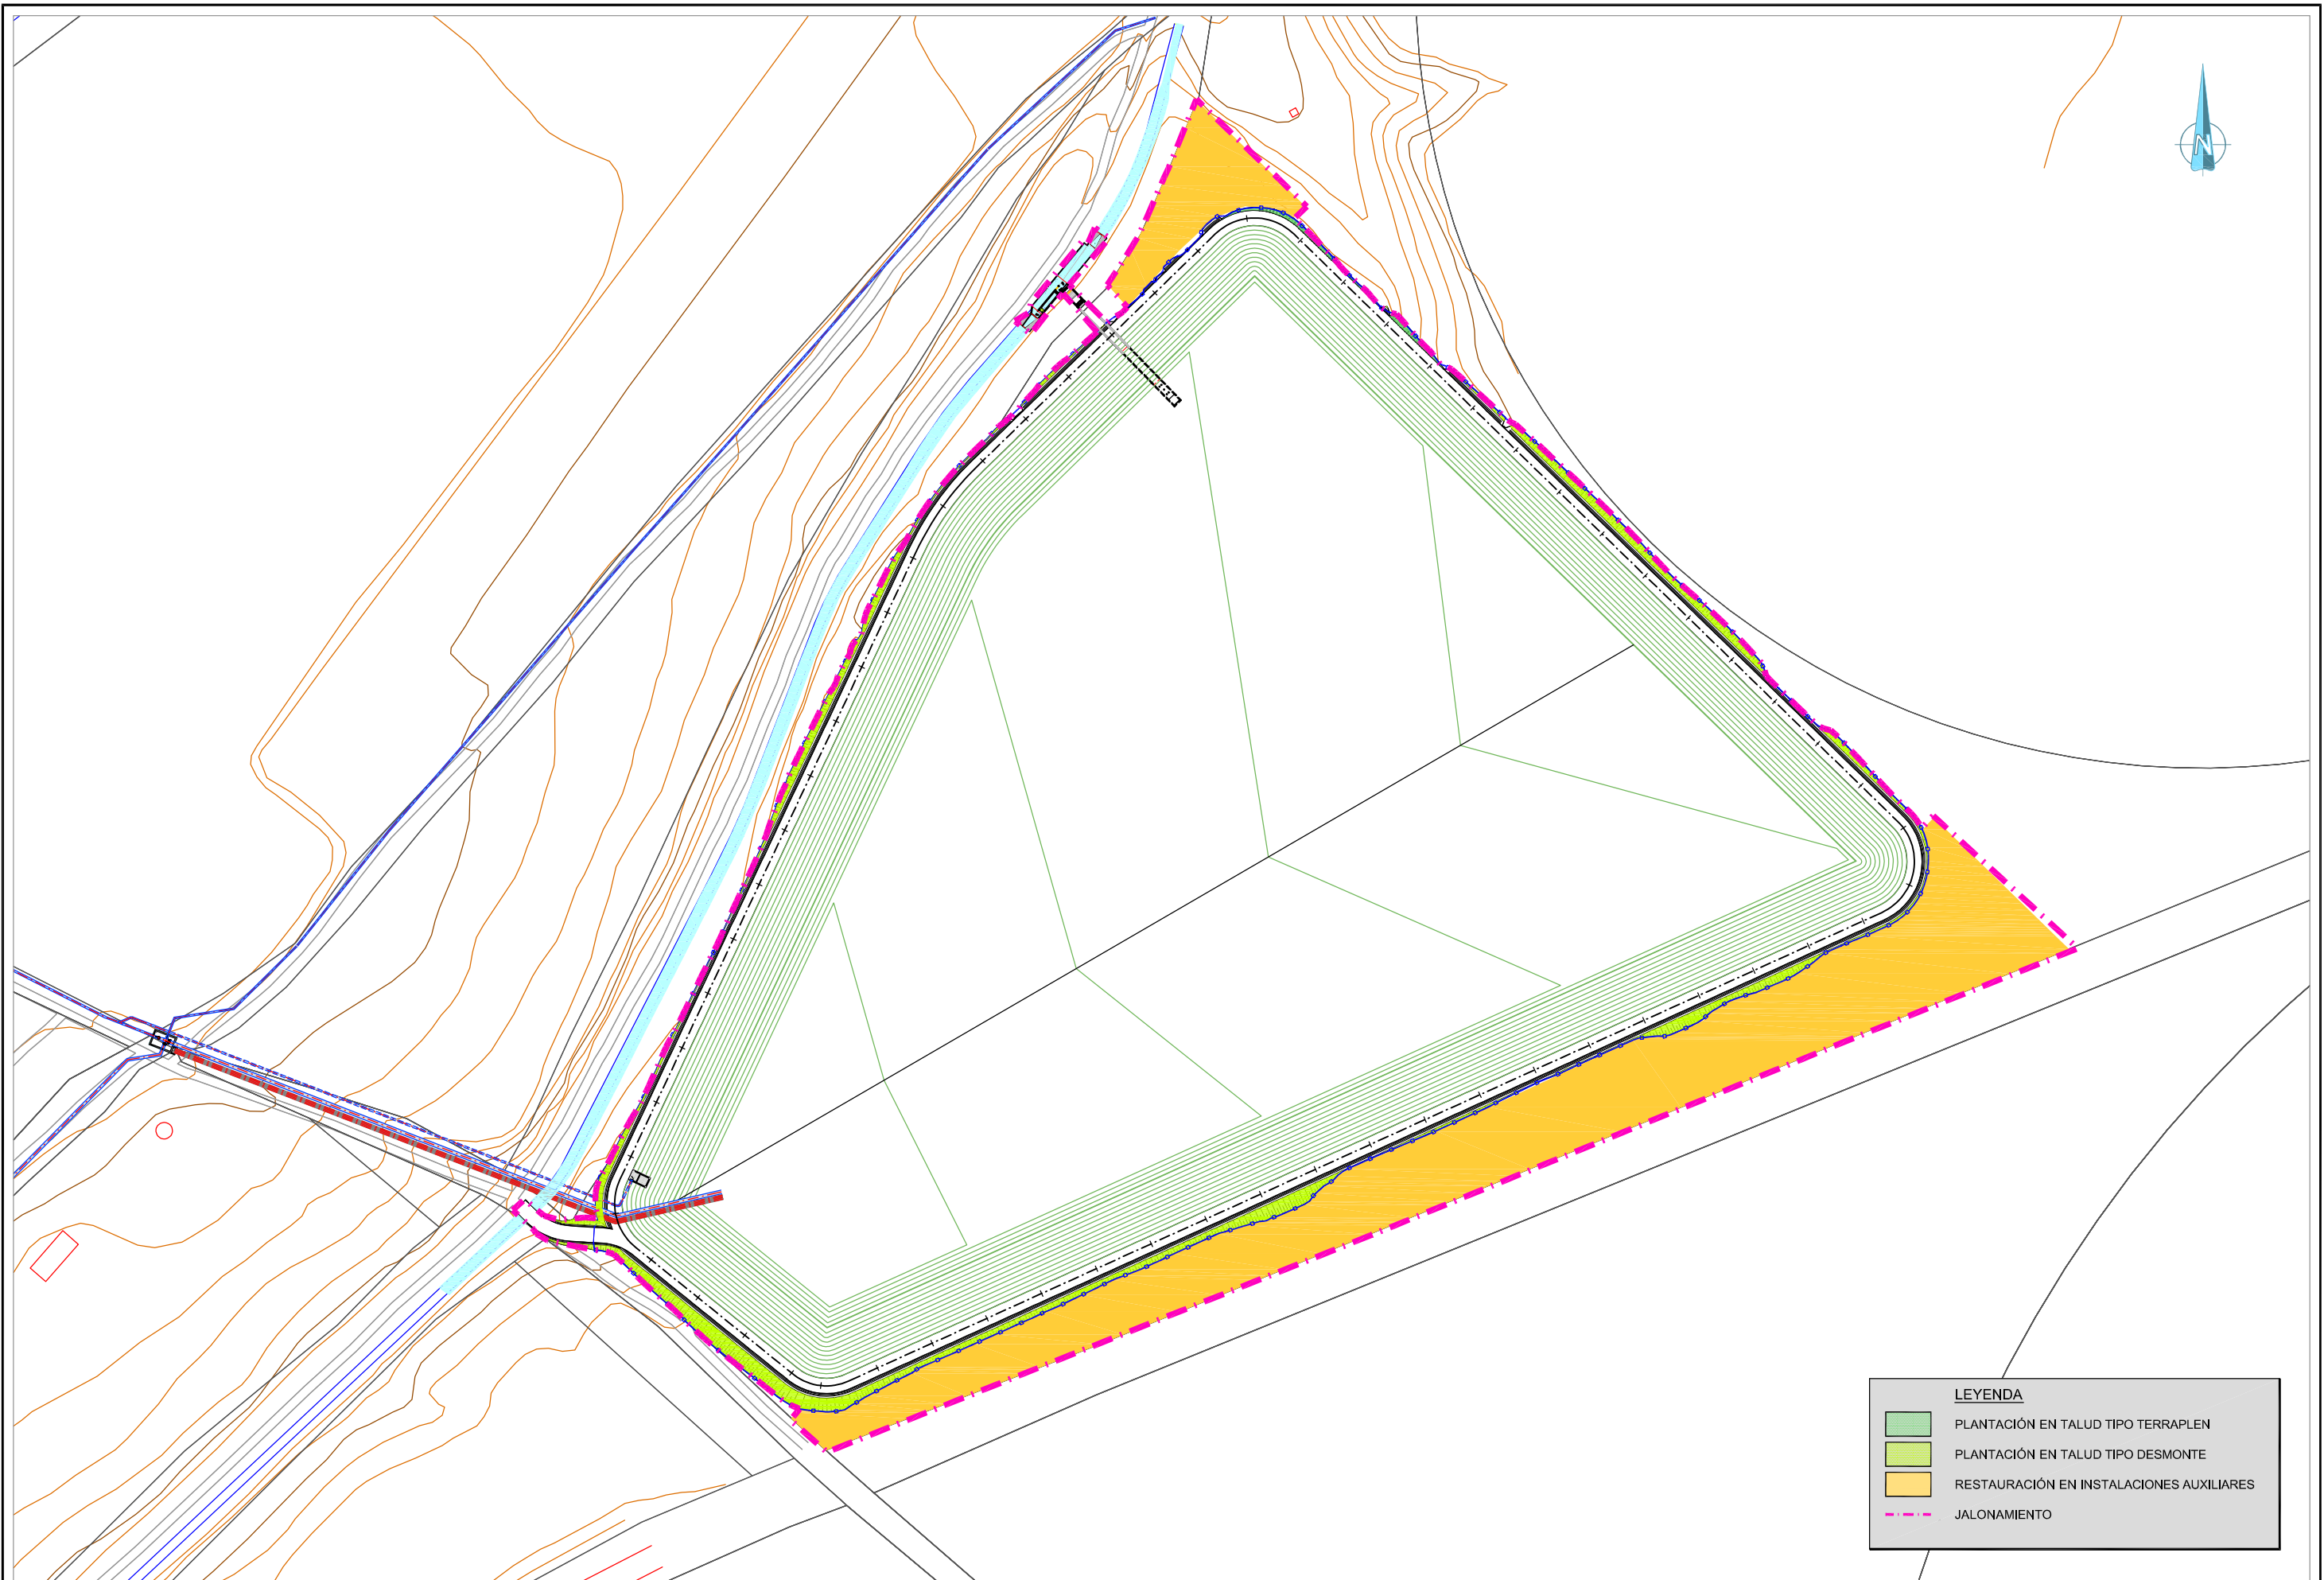 N
LEYENDA
PLANTACIÓN EN TALUD TIPO TERRAPLEN
PLANTACIÓN EN TALUD TIPO DESMONTE
RESTAURACIÓN EN INSTALACIONES AUXILIARES
JALONAMIENTO